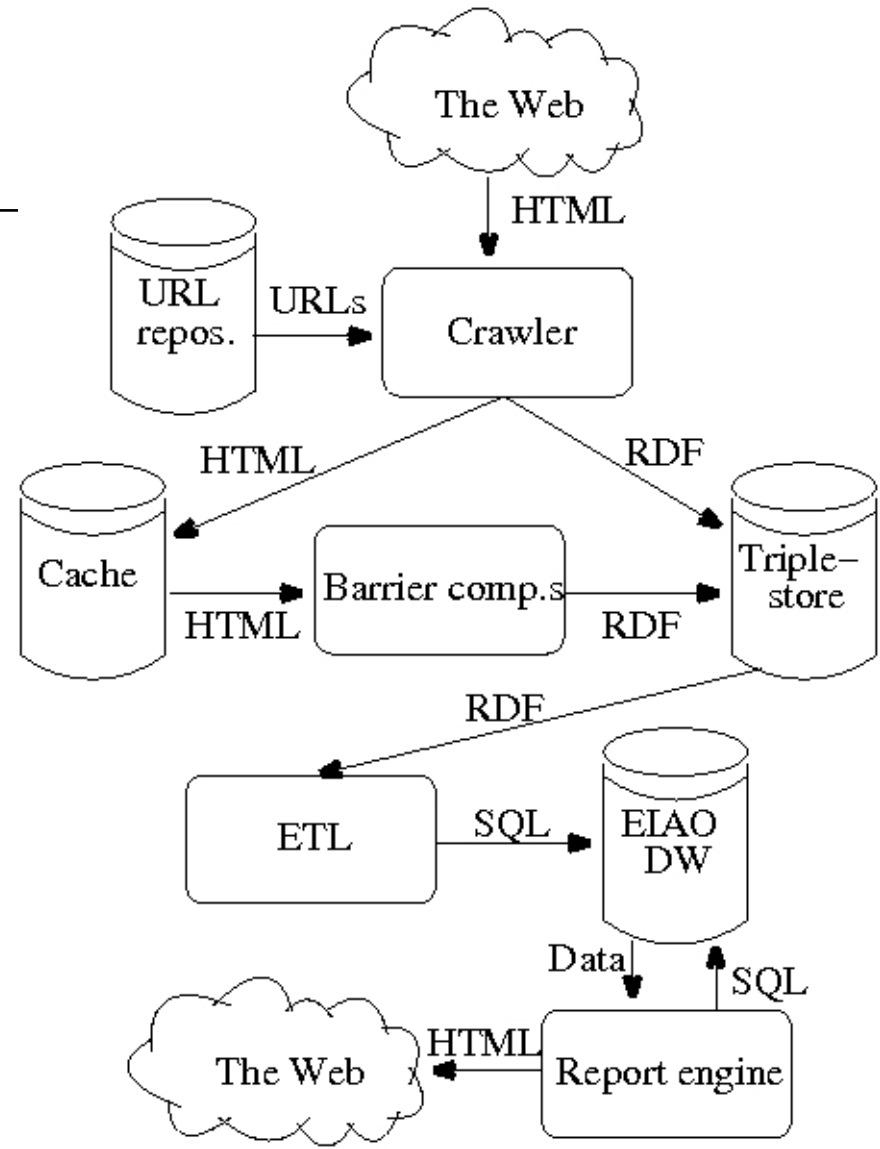 The Web
HTML
URL
repos.
URLs
Crawler
HTML
RDF
Cache
HTML
Barrier comp.s
RDF
Triple–
store
RDF
ETL
SQL
EIAO
DW
Data
SQL
The Web
HTML
Report engine